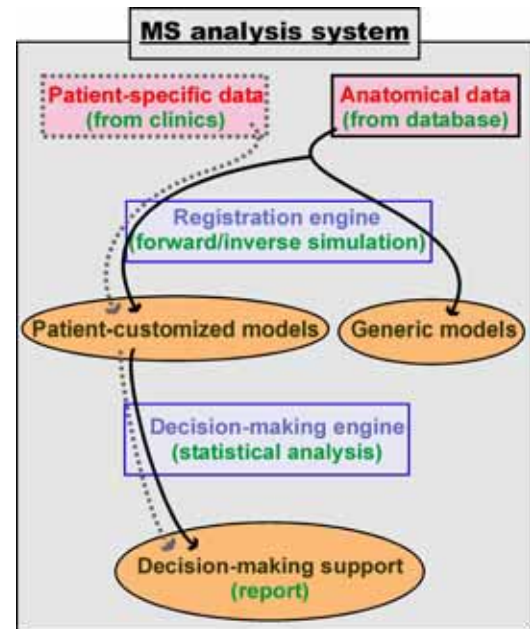 MS analysis system
Patient-specific data
(from clinics)
Anatomical data
(from database)
Registration engine
(forward/inverse simulation)
Patient-customized models
Generic models
Decision-making engine
(statistical analysis)
Decision-making support
(report)